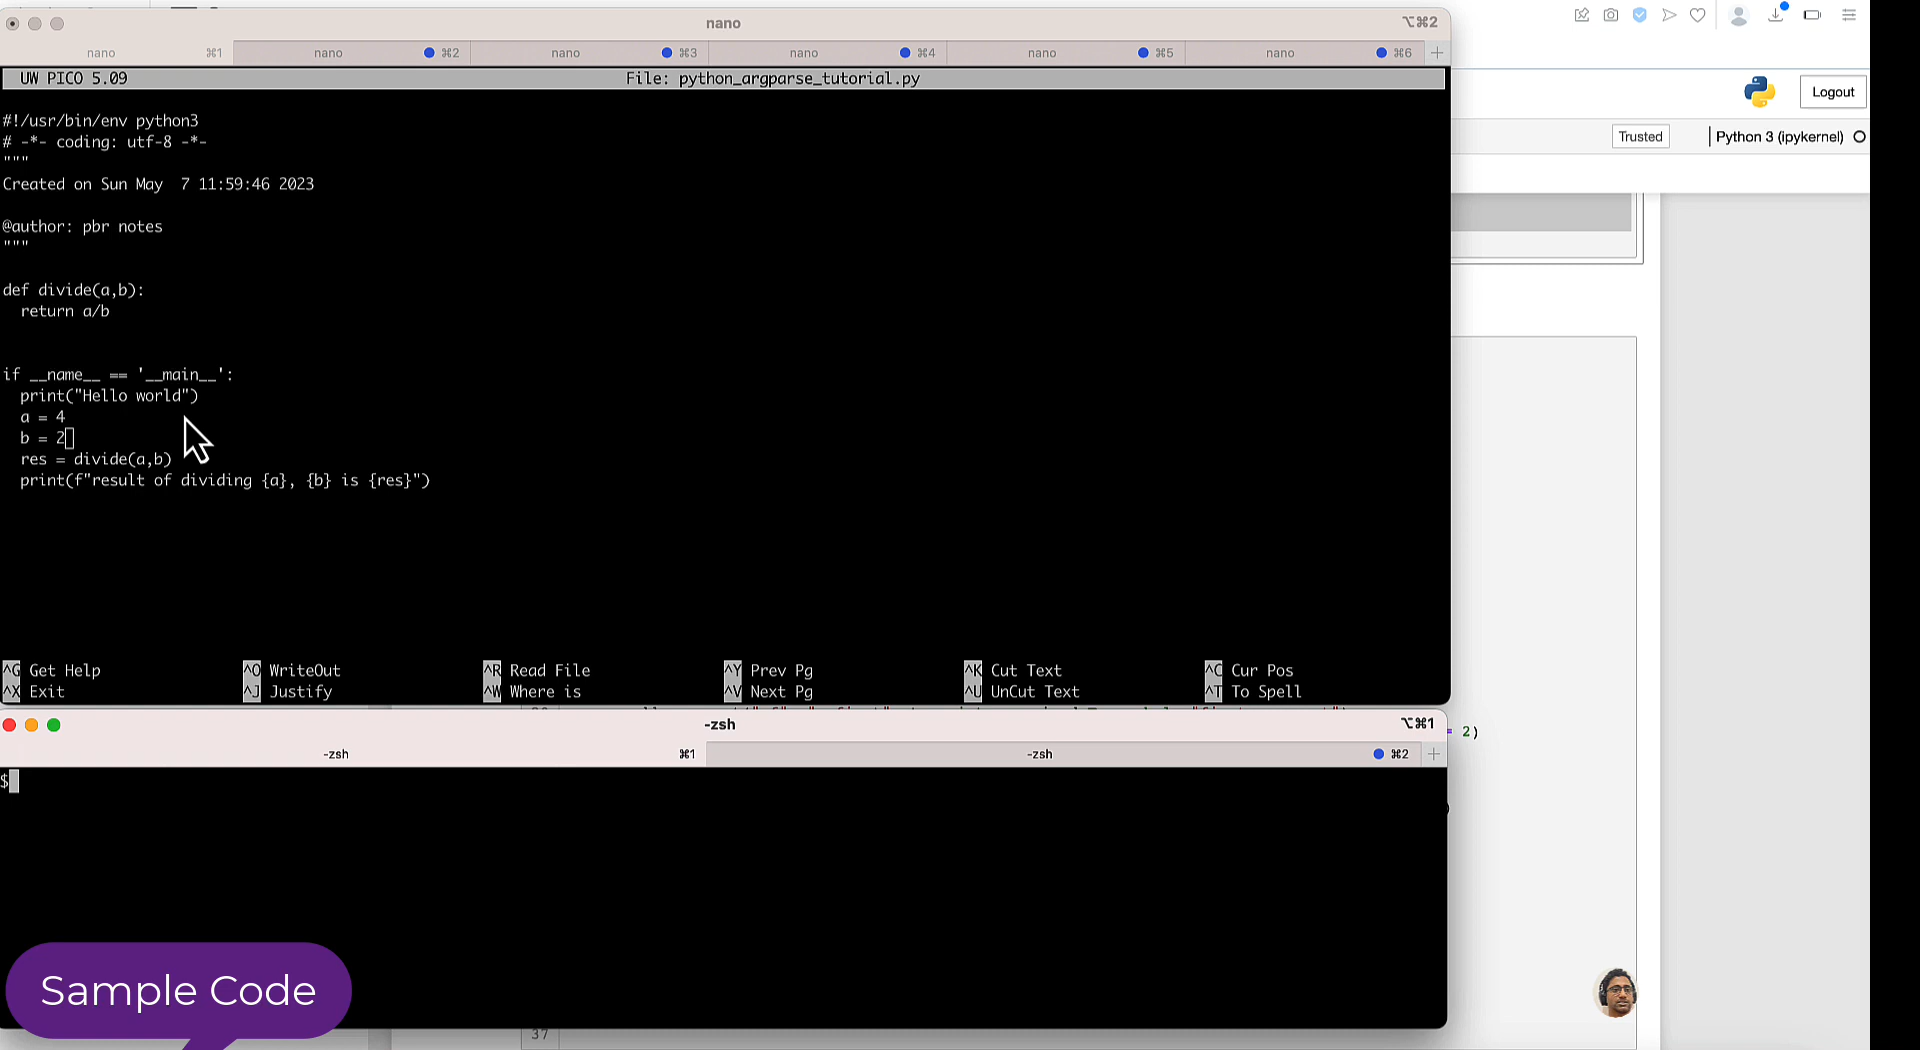 nano
⌥⌘2
nano ⌘1 nano ⌘2 nano ⌘3 nano ⌘4 nano ⌘5 nano ⌘6 +
UW PICO 5.09 File: python_argparse_tutorial.py
#!/usr/bin/env python3
# -*- coding: utf-8 -*-
"""
Created on Sun May  7 11:59:46 2023
@author: pbr notes
"""
def divide(a,b):
  return a/b
if __name__ == '__main__':
  print("Hello world")
  a = 4
  b = 2
  res = divide(a,b)
  print(f"result of dividing {a}, {b} is {res}")
^G Get Help ^O WriteOut ^R Read File ^Y Prev Pg ^K Cut Text ^C Cur Pos
^X Exit ^J Justify ^W Where is ^V Next Pg ^U UnCut Text ^T To Spell
Logout
Trusted
Python 3 (ipykernel)
-zsh
⌥⌘1
-zsh ⌘1 -zsh ⌘2 +
= 2)
)
$
Sample Code
37